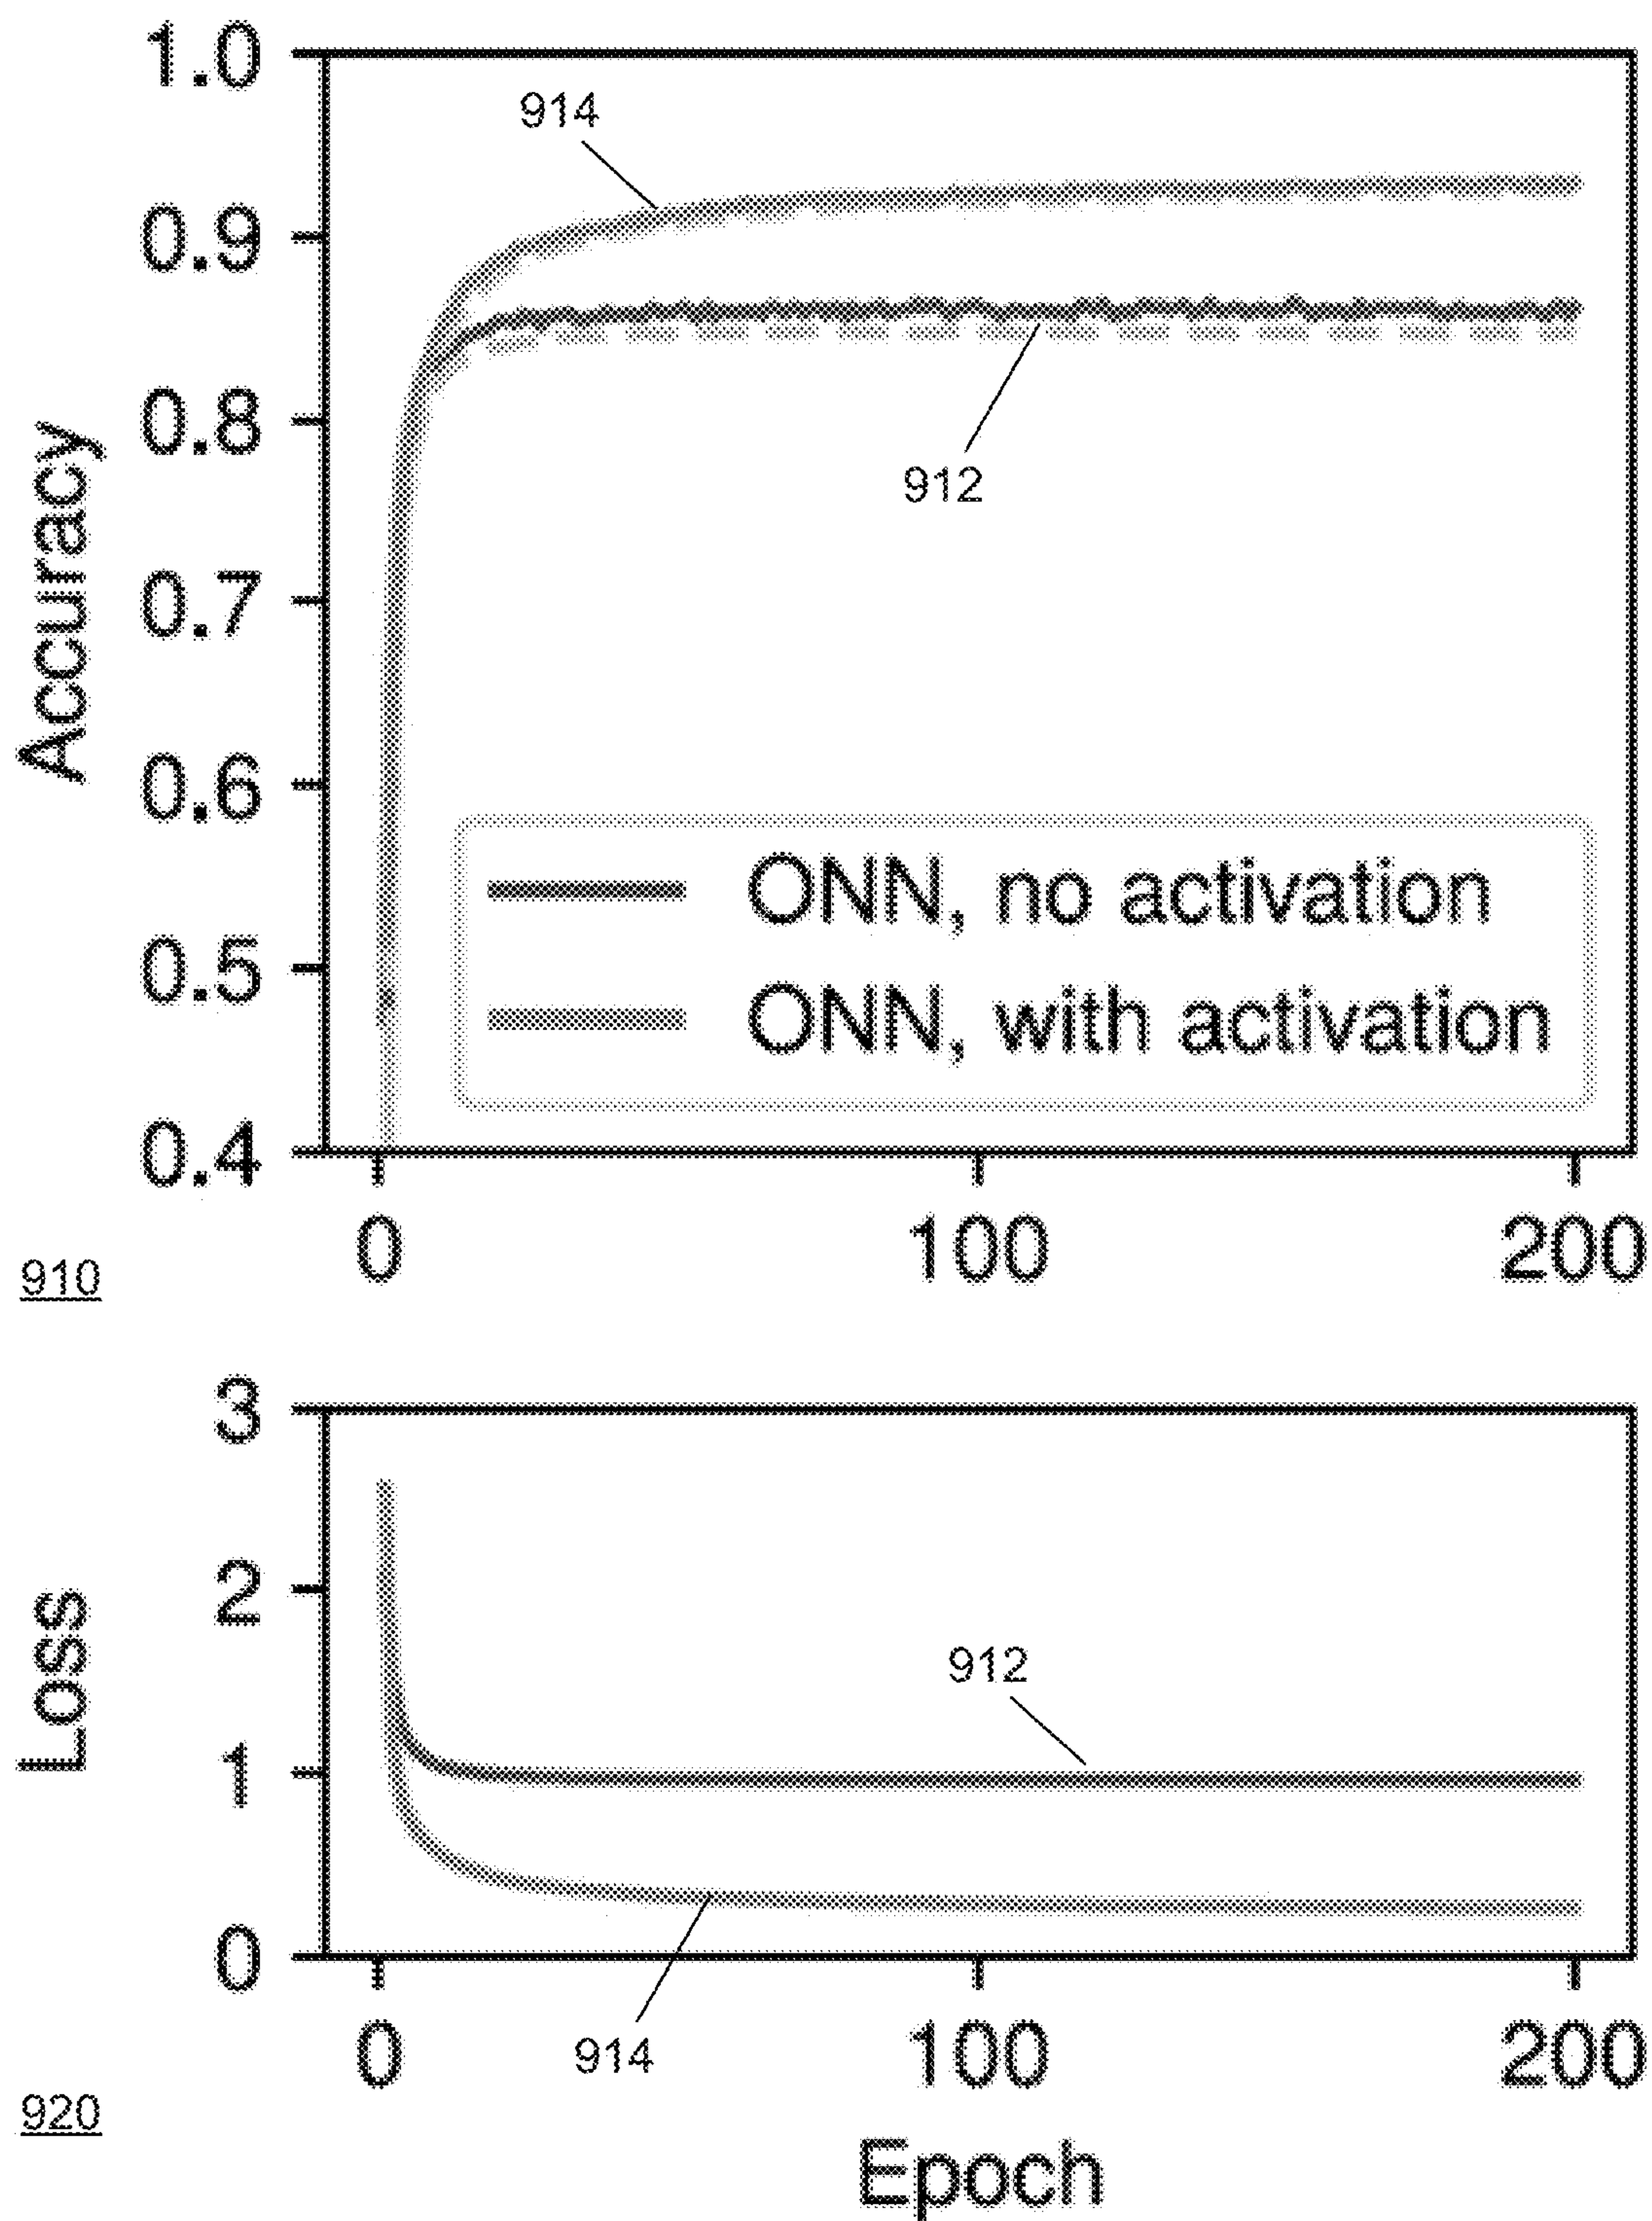 1.0
914
0.9
0.8
912
Accuracy
0.7
0.6
ONN, no activation
0.5
ONN, with activation
0.4
0 100 200
910
3
2
912
Loss
1
0
0 100 200
914
920
Epoch